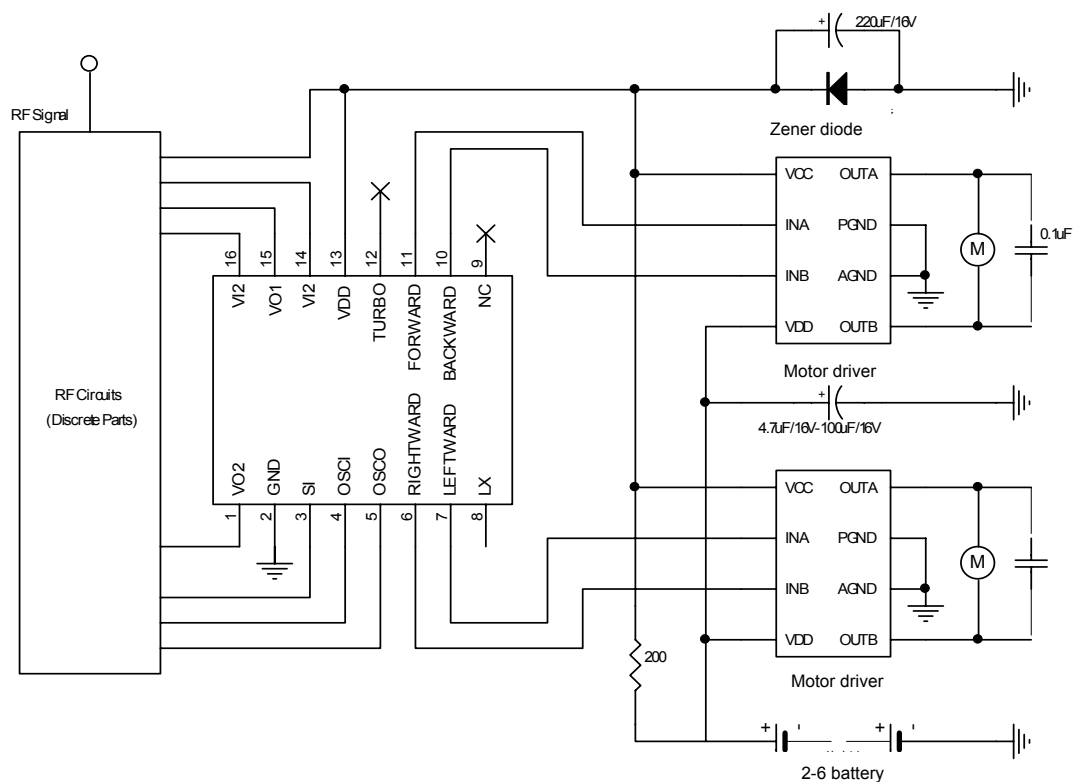 220uF/16V
+
RF Signal
Zener diode
RF Circuits
(Discrete Parts)
16
15
14
13
12
11
10
9
VI2
VO1
VI2
VDD
TURBO
FORWARD
BACKWARD
NC
VO2
GND
SI
OSCI
OSCO
RIGHTWARD
LEFTWARD
LX
1
2
3
4
5
6
7
8
VCC OUTA
INA PGND
INB AGND
VDD OUTB
M
0.1uF
Motor driver
+
4.7uF/16V-100uF/16V
VCC OUTA
INA PGND
INB AGND
VDD OUTB
M
Motor driver
200
+ - + -
2-6 battery